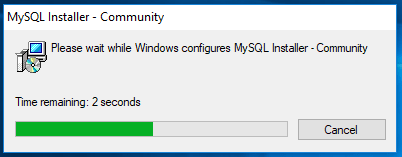 MySQL Installer - Community
Please wait while Windows configures MySQL Installer - Community
Time remaining: 2 seconds
Cancel